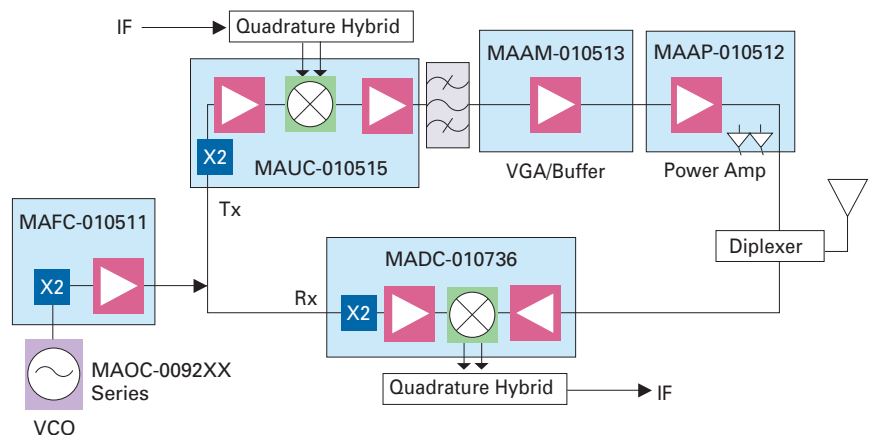 IF
Quadrature Hybrid
X2
MAUC-010515
MAAM-010513
VGA/Buffer
MAAP-010512
Power Amp
Tx
MAFC-010511
X2
MAOC-0092XX
Series
VCO
Diplexer
MADC-010736
Rx
X2
Quadrature Hybrid
IF